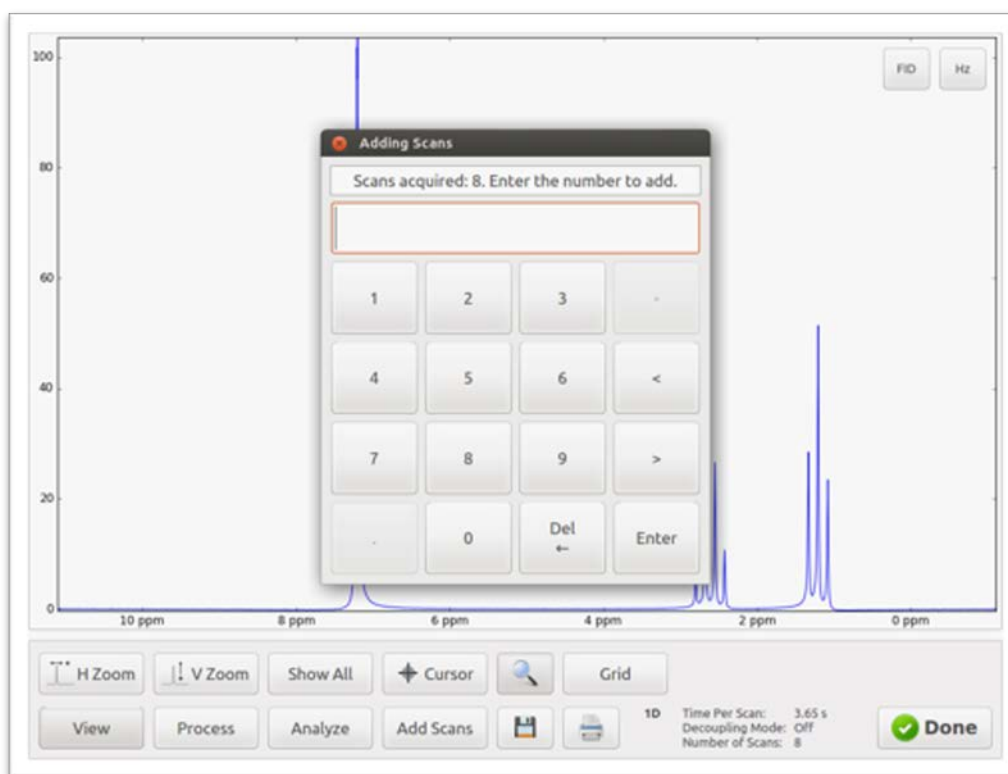 100
80
60
40
20
0
FID Hz
Adding Scans
Scans acquired: 8. Enter the number to add.
1 2 3 -
4 5 6 <
7 8 9 >
. 0 Del ← Enter
10 ppm 8 ppm 6 ppm 4 ppm 2 ppm 0 ppm
H Zoom V Zoom Show All Cursor Grid
View Process Analyze Add Scans
1D Time Per Scan: 3.65 s
Decoupling Mode: Off
Number of Scans: 8
Done